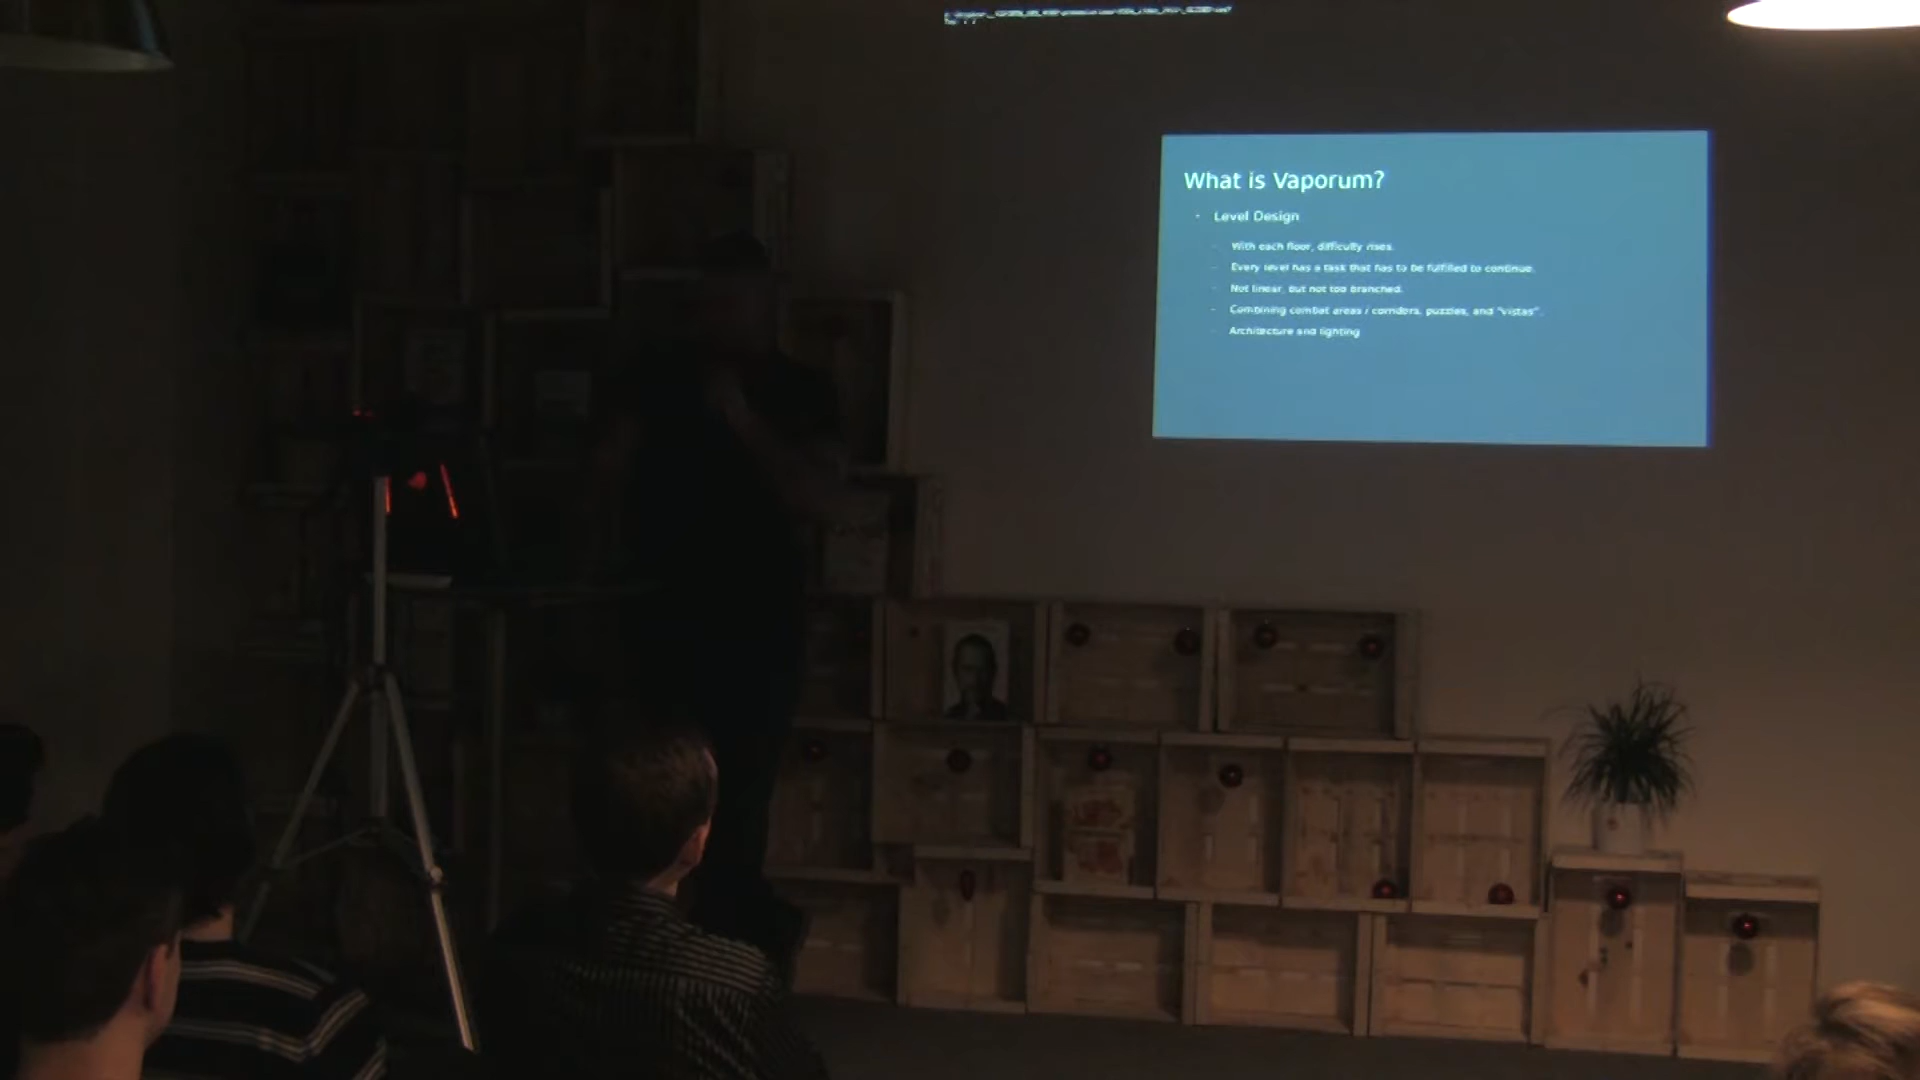 What is Vaporum?
- Level Design
- With each floor, difficulty rises.
- Every level has a task that has to be fulfilled to continue.
- Not linear, but not too branched.
- Combining combat areas / corridors, puzzles, and "vistas".
- Architecture and lighting